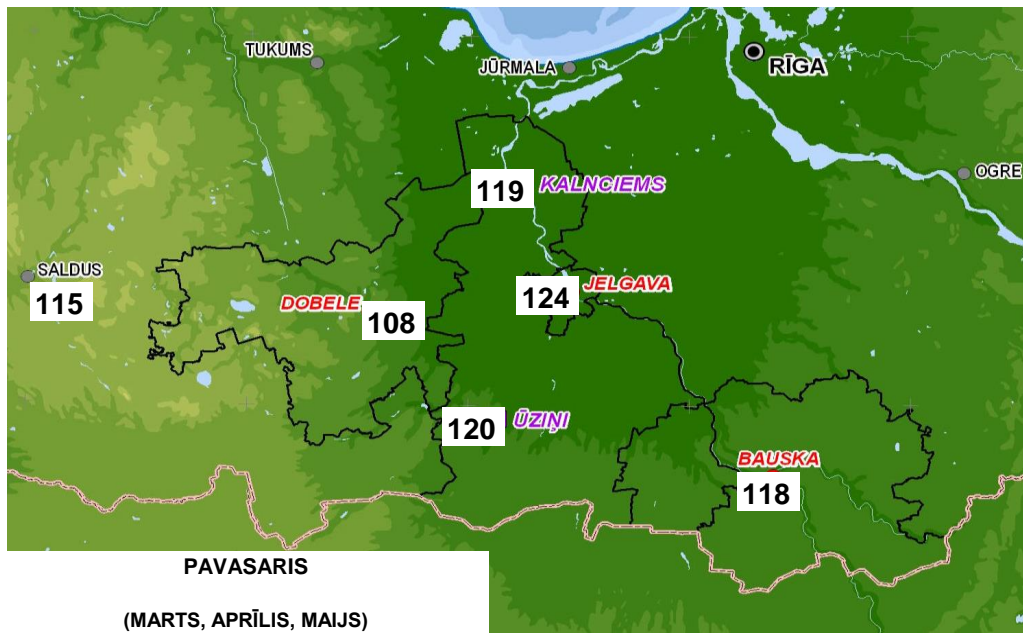 TUKUMS
JŪRMALA
RĪGA
OGRE
119 KALNCIEMS
SALDUS
115
DOBELE
108
JELGAVA
124
120 ŪZIŅI
BAUSKA
118
PAVASARIS
(MARTS, APRĪLIS, MAIJS)